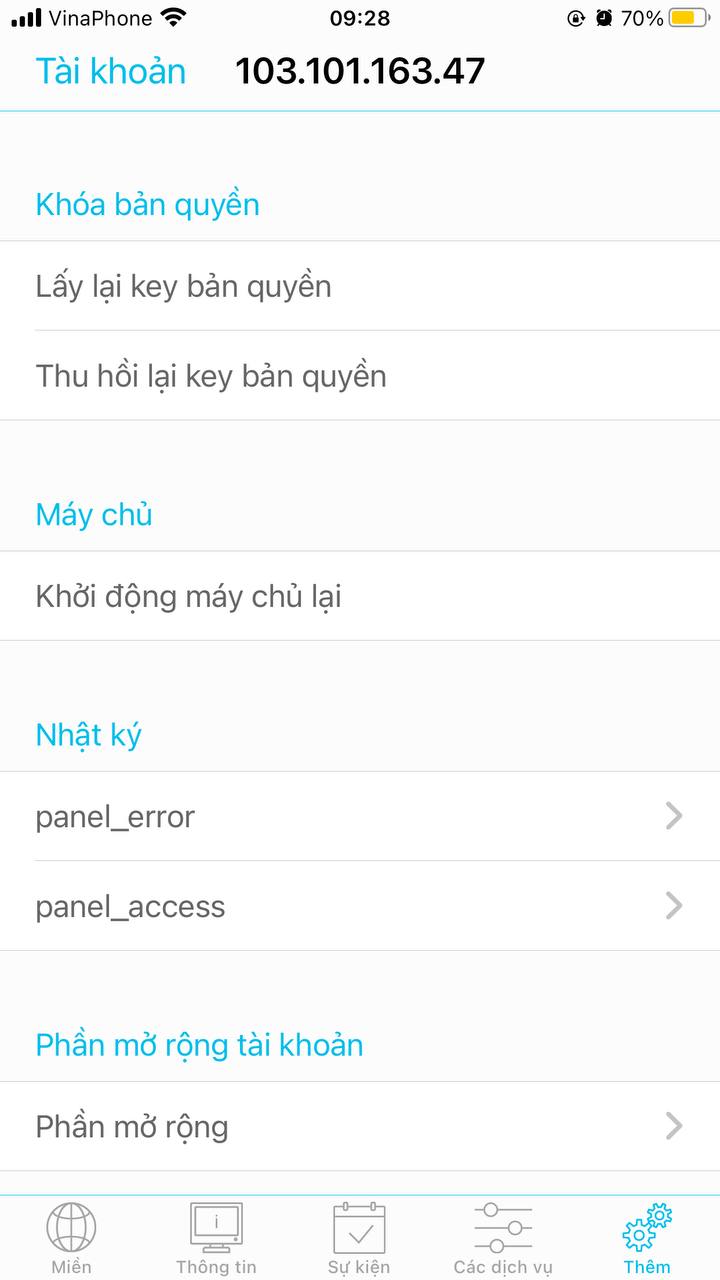 VinaPhone 09:28 70%
Tài khoản 103.101.163.47
Khóa bản quyền
Lấy lại key bản quyền
Thu hồi lại key bản quyền
Máy chủ
Khởi động máy chủ lại
Nhật ký
panel_error
panel_access
Phần mở rộng tài khoản
Phần mở rộng
Miền Thông tin Sự kiện Các dịch vụ Thêm